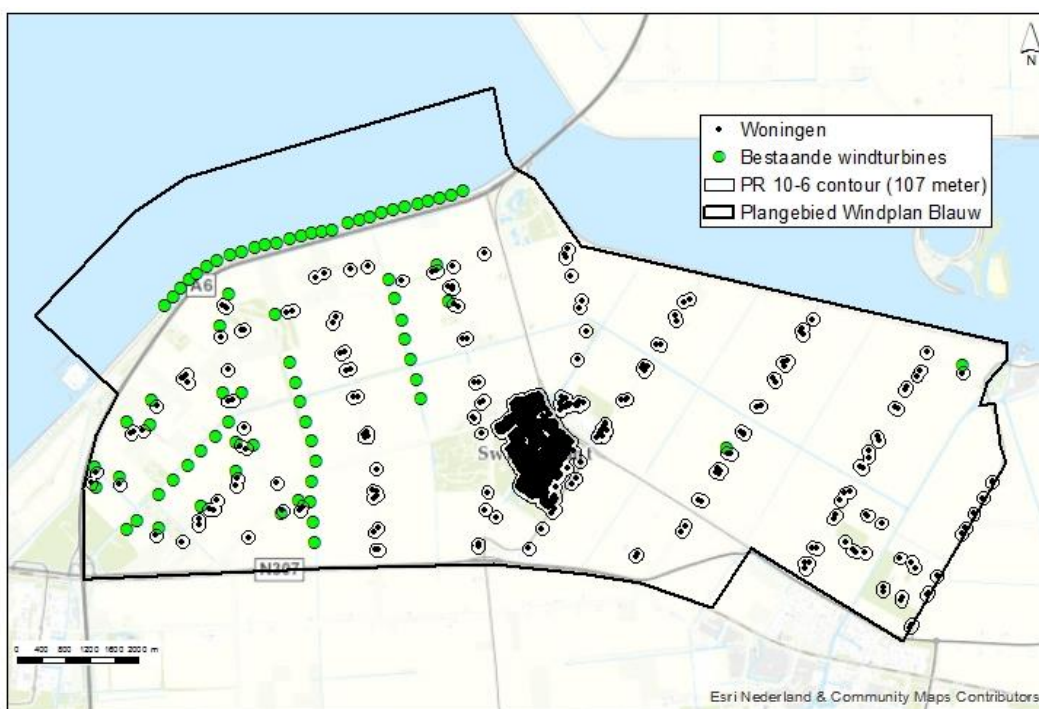 N
Woningen
Bestaande windturbines
PR 10-6 contour (107 meter)
Plangebied Windplan Blauw
A6
N307
0 400 800 1200 1600 2000 m
Esri Nederland & Community Maps Contributors